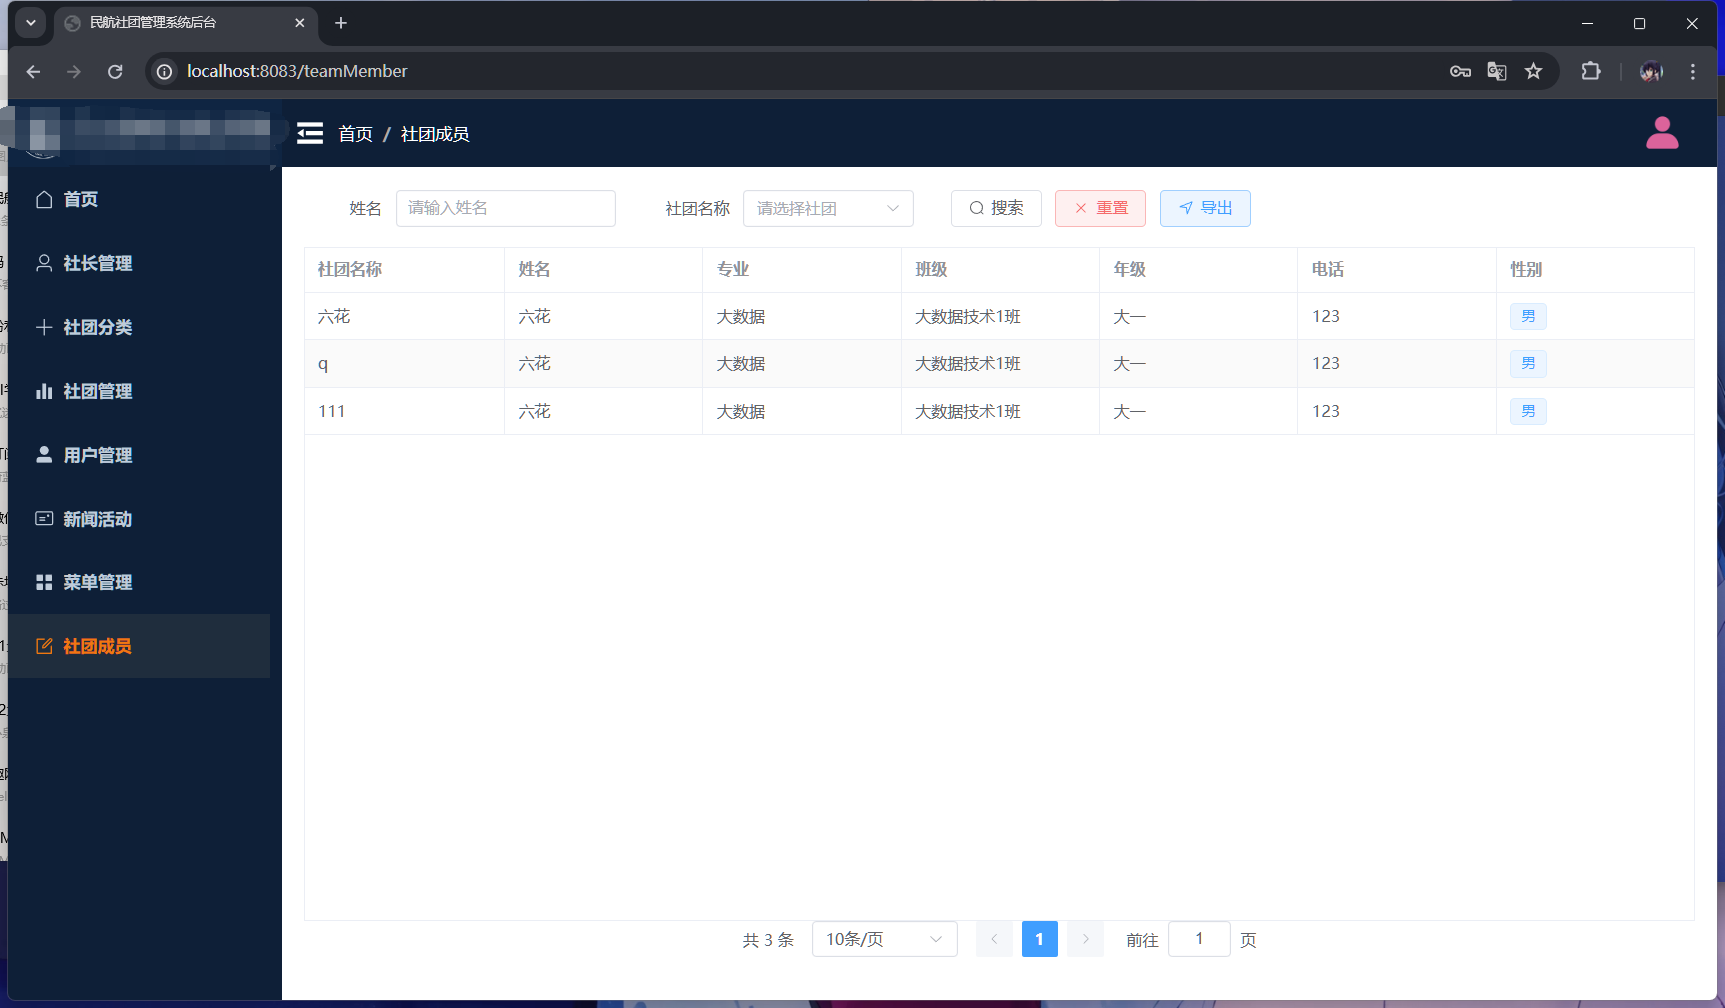 民航社团管理系统后台
localhost:8083/teamMember
首页 / 社团成员
首页
社长管理
社团分类
社团管理
用户管理
新闻活动
菜单管理
社团成员
姓名 请输入姓名 社团名称 请选择社团 搜索 重置 导出
社团名称 姓名 专业 班级 年级 电话 性别
六花 六花 大数据 大数据技术1班 大一 123 男
q 六花 大数据 大数据技术1班 大一 123 男
111 六花 大数据 大数据技术1班 大一 123 男
共 3 条 10条/页 1 前往 1 页